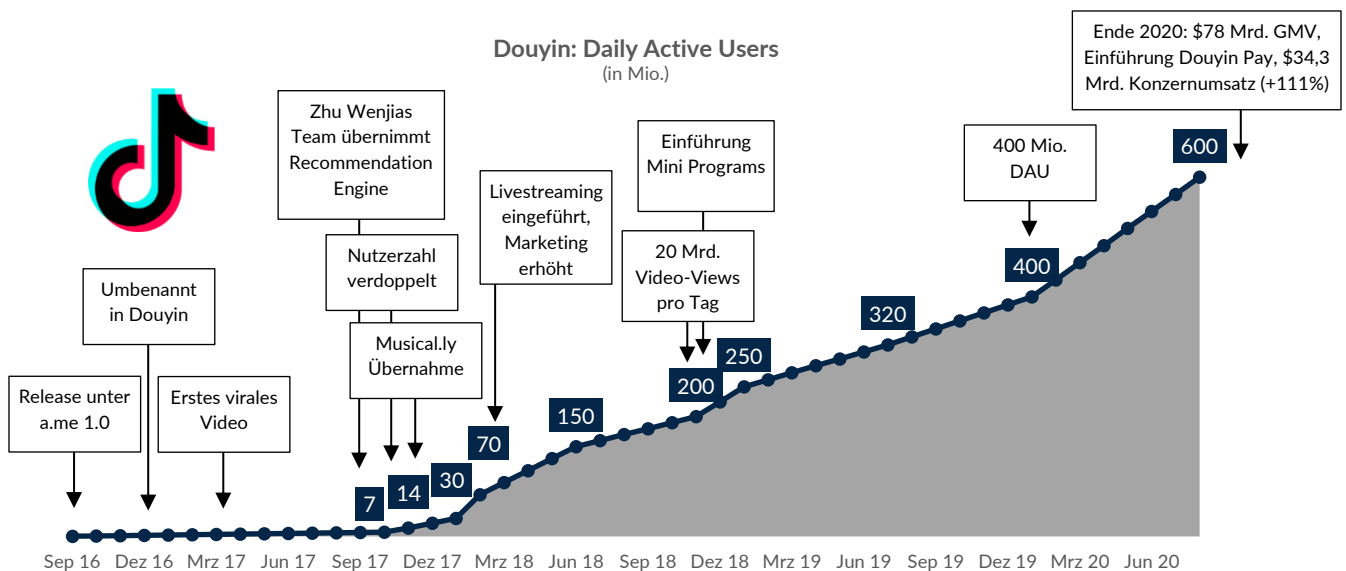 Douyin: Daily Active Users
(in Mio.)
Release unter
a.me 1.0
Umbenannt
in Douyin
Erstes virales
Video
Zhu Wenjias
Team übernimmt
Recommendation
Engine
Nutzerzahl
verdoppelt
Musical.ly
Übernahme
Livestreaming
eingeführt,
Marketing
erhöht
Einführung
Mini Programs
20 Mrd.
Video-Views
pro Tag
400 Mio.
DAU
Ende 2020: $78 Mrd. GMV,
Einführung Douyin Pay, $34,3
Mrd. Konzernumsatz (+111%)
7
14
30
70
150
200
250
320
400
600
Sep 16
Dez 16
Mrz 17
Jun 17
Sep 17
Dez 17
Mrz 18
Jun 18
Sep 18
Dez 18
Mrz 19
Jun 19
Sep 19
Dez 19
Mrz 20
Jun 20